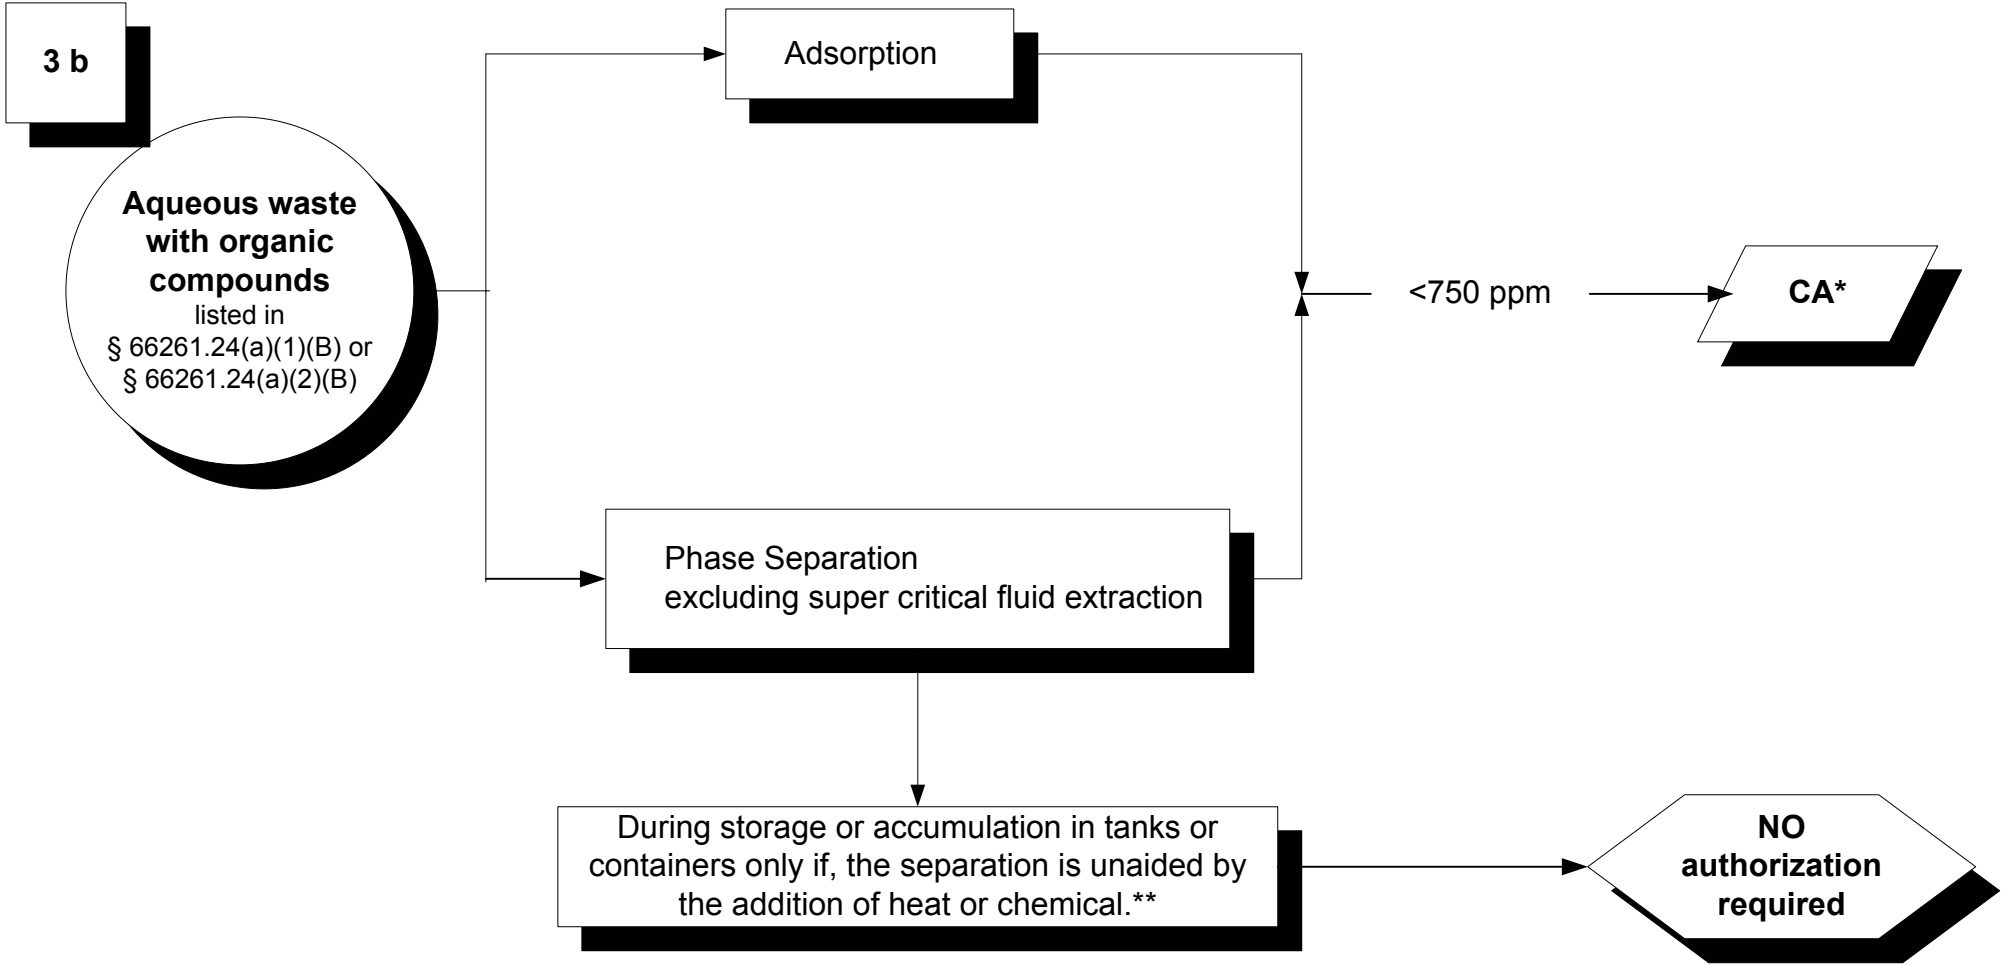 3 b
Adsorption
Aqueous waste
with organic
compounds
listed in
§ 66261.24(a)(1)(B) or
§ 66261.24(a)(2)(B)
<750 ppm
CA*
Phase Separation
excluding super critical fluid extraction
During storage or accumulation in tanks or
containers only if, the separation is unaided by
the addition of heat or chemical.**
NO
authorization
required